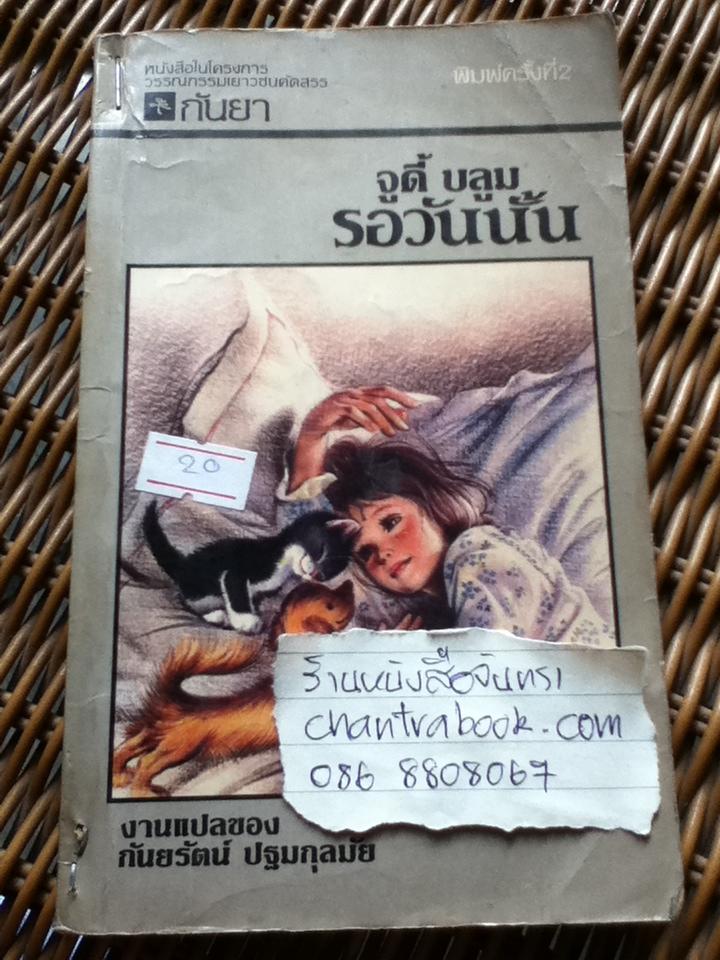 หนังสือในโครงการ
วรรณกรรมเยาวชนคัดสรร
กันยา
พิมพ์ครั้งที่2
จูดี้ บลูม
รอวันนั้น
20
ร้านหนังสือจันทรา
chantrabook.com
086 8808067
งานแปลของ
กันยรัตน์ ปฐมกุลมัย